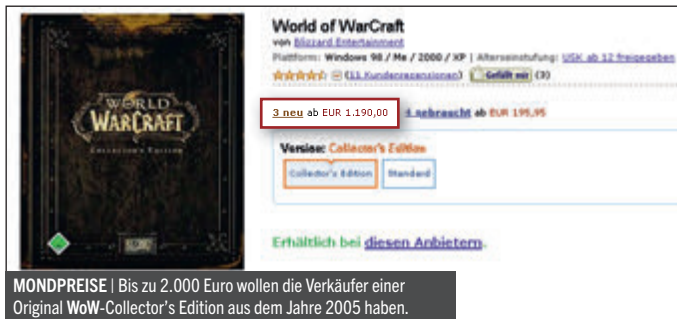 WORLD
WARCRAFT
COLLECTOR'S EDITION
World of WarCraft
von Blizzard Entertainment
Plattform: Windows 98 / Me / 2000 / XP | Alterseinstufung: USK ab 12 freigegeben
(11 Kundenrezensionen) Gefällt mir (3)
3 neu ab EUR 1.190,00 4 gebraucht ab EUR 195,95
Version: Collector's Edition
Collector's Edition Standard
Erhältlich bei diesen Anbietern.
MONDPREISE | Bis zu 2.000 Euro wollen die Verkäufer einer
Original WoW-Collector's Edition aus dem Jahre 2005 haben.